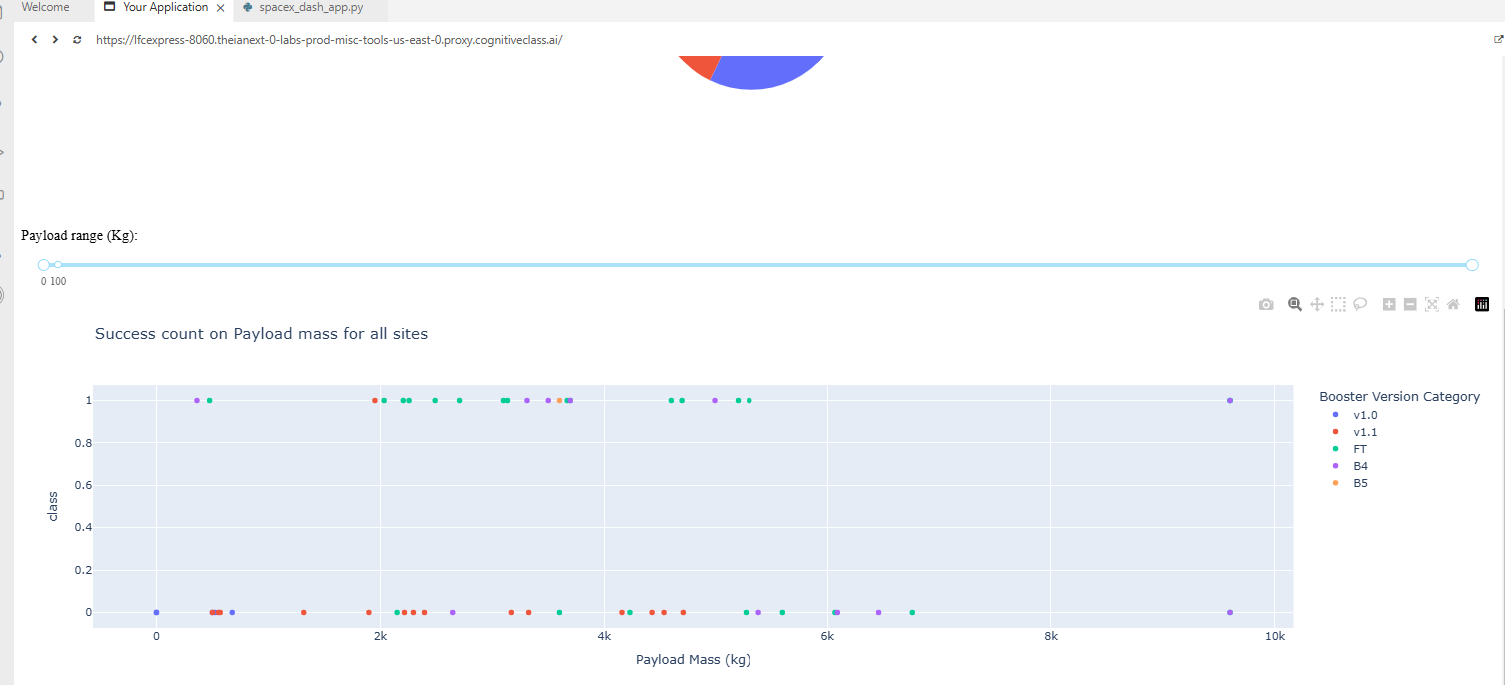 Welcome Your Application spacex_dash_app.py
https://lfcexpress-8060.theianext-0-labs-prod-misc-tools-us-east-0.proxy.cognitiveclass.ai/
Payload range (Kg):
0 100
Success count on Payload mass for all sites
Booster Version Category
v1.0
v1.1
FT
B4
B5
1
0.8
0.6
0.4
0.2
0
class
0 2k 4k 6k 8k 10k
Payload Mass (kg)